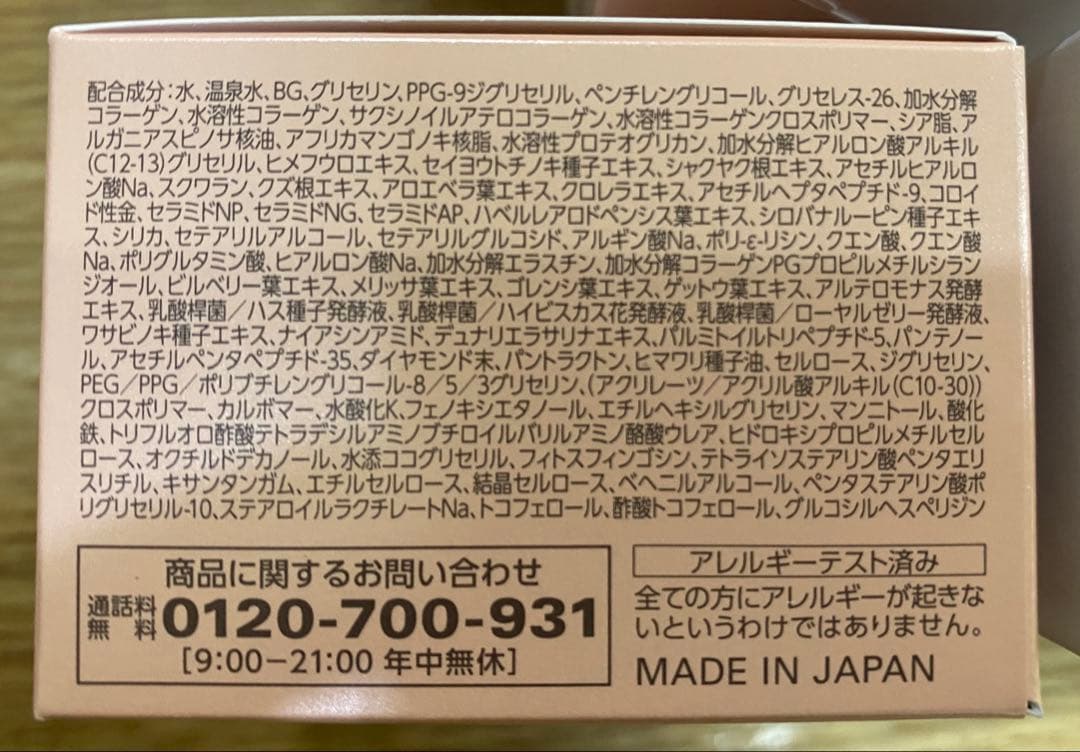 配合成分:水、温泉水、BG、グリセリン、PPG-9ジグリセリル、ペンチレングリコール、グリセレス-26、加水分解
コラーゲン、水溶性コラーゲン、サクシノイルアテロコラーゲン、水溶性コラーゲンクロスポリマー、シア脂、ア
ルガニアスピノサ核油、アフリカマンゴノキ核脂、水溶性プロテオグリカン、加水分解ヒアルロン酸アルキル
(C12-13)グリセリル、ヒメフウロエキス、セイヨウトチノキ種子エキス、シャクヤク根エキス、アセチルヒアルロ
ン酸Na、スクワラン、クズ根エキス、アロエベラ葉エキス、クロレラエキス、アセチルヘプタペプチド-9、コロイ
ド性金、セラミドNP、セラミドNG、セラミドAP、ハベルレアロドペンシス葉エキス、シロバナルーピン種子エキ
ス、シリカ、セテアリルアルコール、セテアリルグルコシド、アルギン酸Na、ポリ-ε-リシン、クエン酸、クエン酸
Na、ポリグルタミン酸、ヒアルロン酸Na、加水分解エラスチン、加水分解コラーゲンPGプロピルメチルシラン
ジオール、ビルベリー葉エキス、メリッサ葉エキス、ゴレンシ葉エキス、ゲットウ葉エキス、アルテロモナス発酵
エキス、乳酸桿菌/ハス種子発酵液、乳酸桿菌/ハイビスカス花発酵液、乳酸桿菌/ローヤルゼリー発酵液、
ワサビノキ種子エキス、ナイアシンアミド、デュナリエラサリナエキス、パルミトイルトリペプチド-5、パンテノー
ル、アセチルペンタペプチド-35、ダイヤモンド末、パントラクトン、ヒマワリ種子油、セルロース、ジグリセリン、
PEG/PPG/ポリブチレングリコール-8/5/3グリセリン、(アクリレーツ/アクリル酸アルキル(C10-30))
クロスポリマー、カルボマー、水酸化K、フェノキシエタノール、エチルヘキシルグリセリン、マンニトール、酸化
鉄、トリフルオロ酢酸テトラデシルアミノブチロイルバリルアミノ酪酸ウレア、ヒドロキシプロピルメチルセル
ロース、オクチルドデカノール、水添ココグリセリル、フィトスフィンゴシン、テトライソステアリン酸ペンタエリ
スリチル、キサンタンガム、エチルセルロース、結晶セルロース、ベヘニルアルコール、ペンタステアリン酸ポ
リグリセリル-10、ステアロイルラクチレートNa、トコフェロール、酢酸トコフェロール、グルコシルヘスペリジン
商品に関するお問い合わせ
通話料
無 料 0120-700-931
[9:00−21:00 年中無休]
アレルギーテスト済み
全ての方にアレルギーが起きな
いというわけではありません。
MADE IN JAPAN